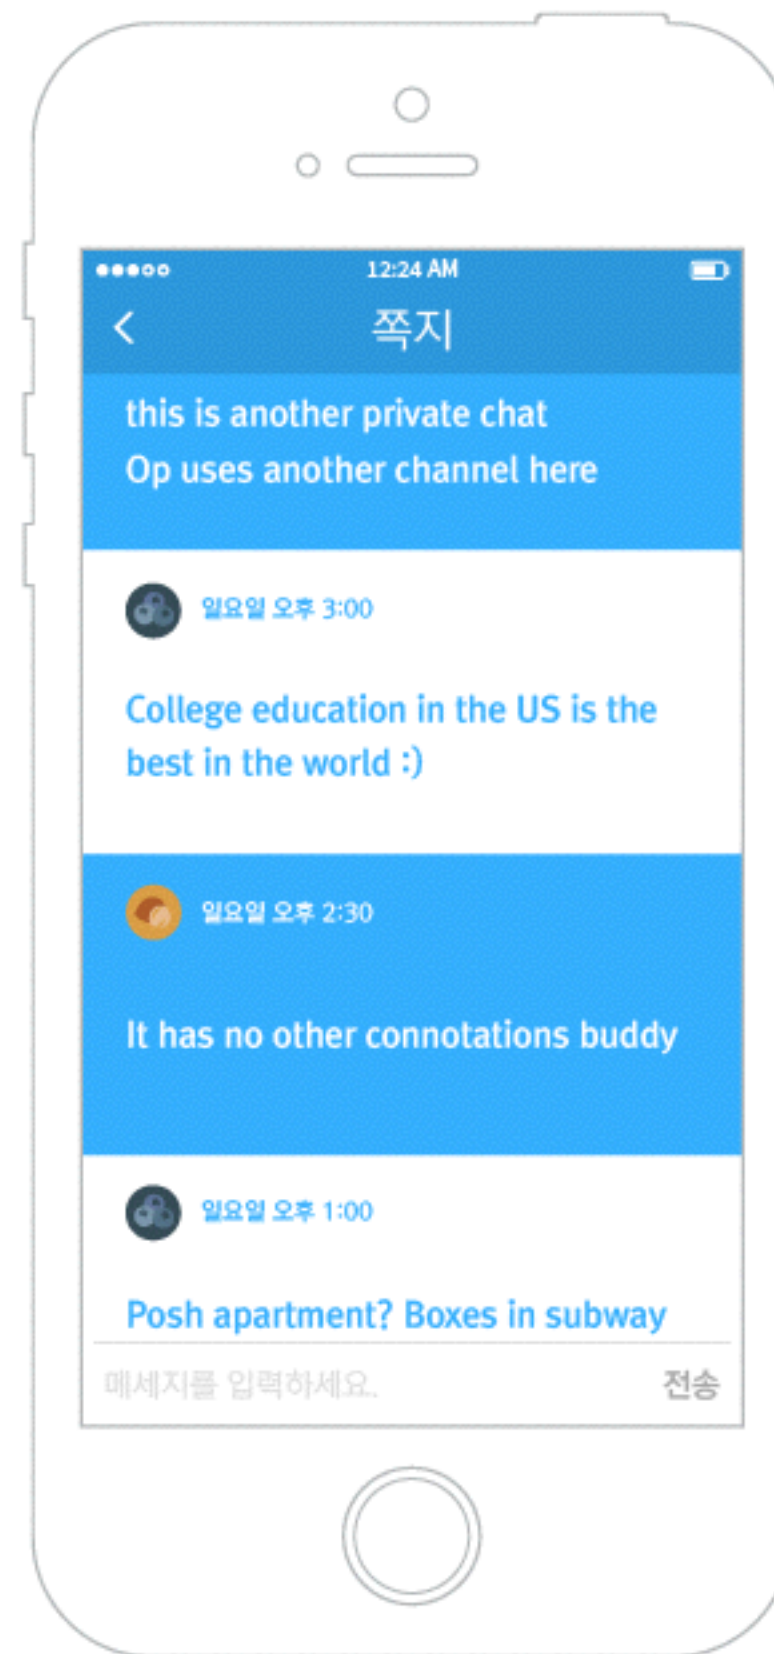 12:24 AM
쪽지
this is another private chat
Op uses another channel here
일요일 오후 3:00
College education in the US is the
best in the world :)
일요일 오후 2:30
It has no other connotations buddy
일요일 오후 1:00
Posh apartment? Boxes in subway
메세지를 입력하세요. 전송